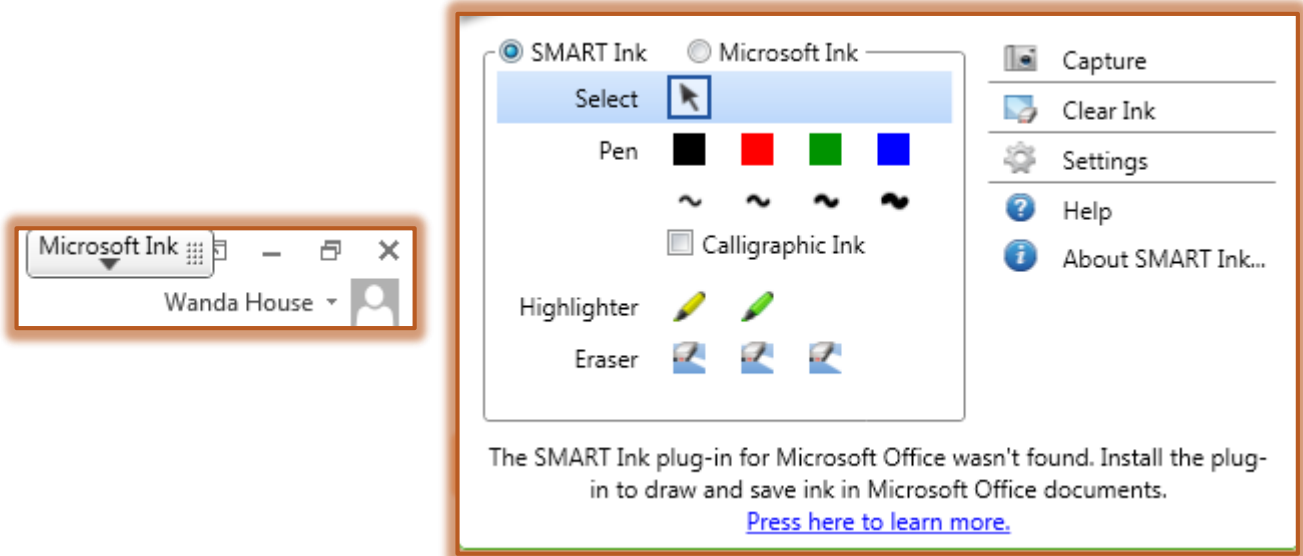 Microsoft Ink
Wanda House
SMART Ink Microsoft Ink
Select
Pen
Calligraphic Ink
Highlighter
Eraser
Capture
Clear Ink
Settings
Help
About SMART Ink...
The SMART Ink plug-in for Microsoft Office wasn't found. Install the plug-
in to draw and save ink in Microsoft Office documents.
Press here to learn more.